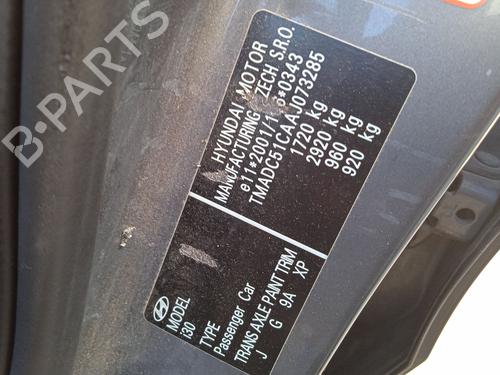 HYUNDAI MOTOR
MANUFACTURING CZECH S.R.O.
e11*2001/ *0343
TMADC51CAAJ073285
1720 kg
2920 kg
960 kg
920 kg
MODEL
i30
TYPE
Passenger Car
TRANS AXLE PAINT TRIM
J G 9A XP
B-PARTS